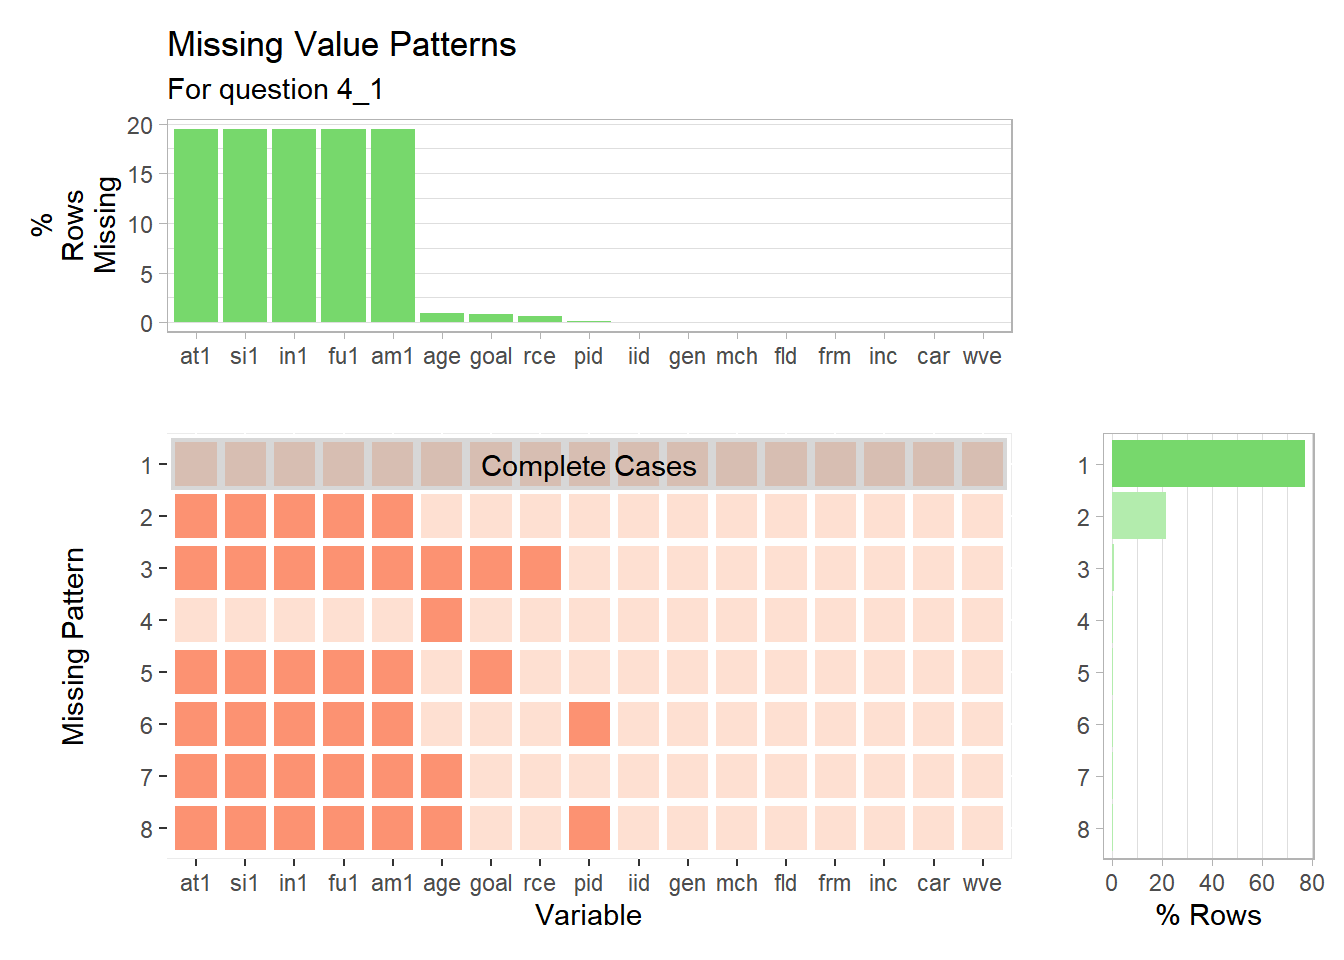 Missing Value Patterns
For question 4_1
%
Rows
Missing
20
15
10
5
0
at1 si1 in1 fu1 am1 age goal rce pid iid gen mch fld frm inc car wve
Missing Pattern
1
2
3
4
5
6
7
8
Complete Cases
at1 si1 in1 fu1 am1 age goal rce pid iid gen mch fld frm inc car wve
Variable
1
2
3
4
5
6
7
8
0 20 40 60 80
% Rows